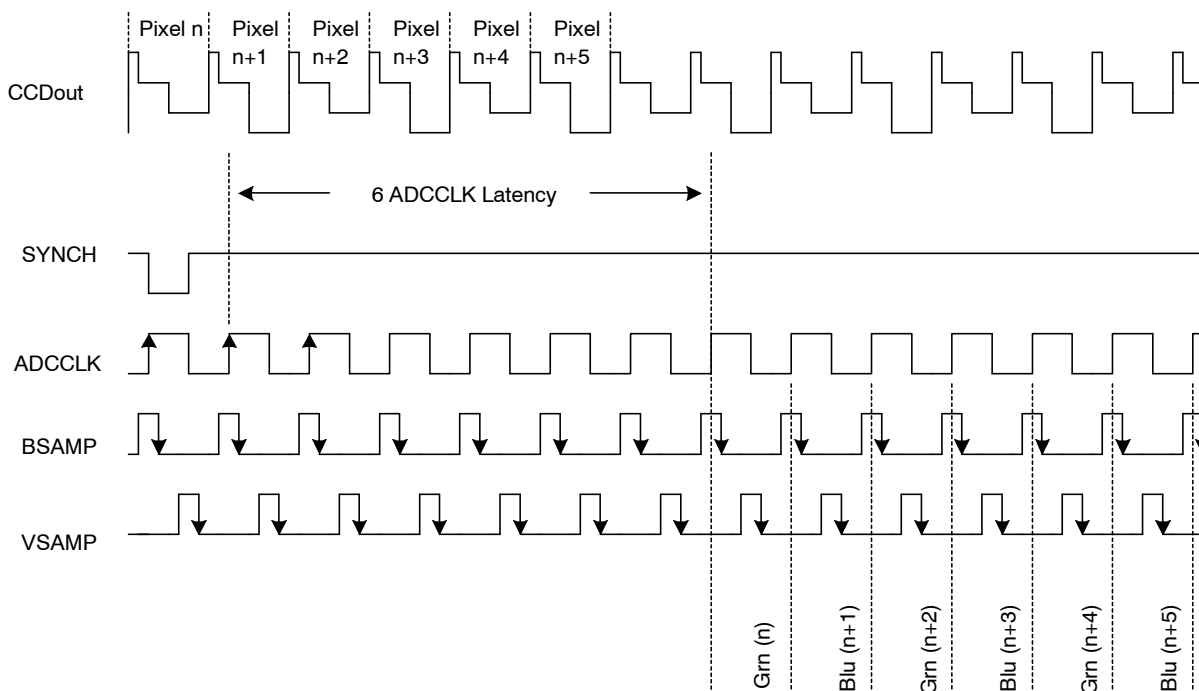 Pixel n
Pixel
n+1
Pixel
n+2
Pixel
n+3
Pixel
n+4
Pixel
n+5
CCDout
6 ADCCLK Latency
SYNCH
ADCCLK
BSAMP
VSAMP
Grn (n)
Blu (n+1)
Grn (n+2)
Blu (n+3)
Grn (n+4)
Blu (n+5)